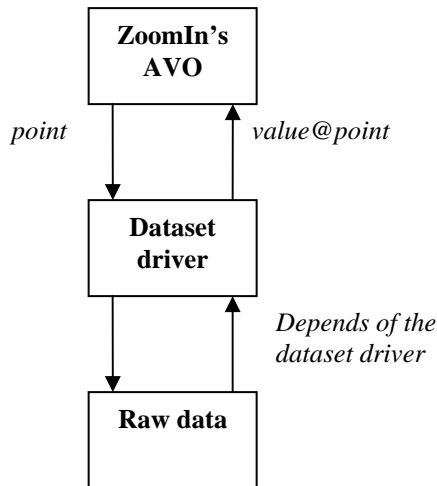 ZoomIn's
AVO
point
value@point
Dataset
driver
Depends of the
dataset driver
Raw data